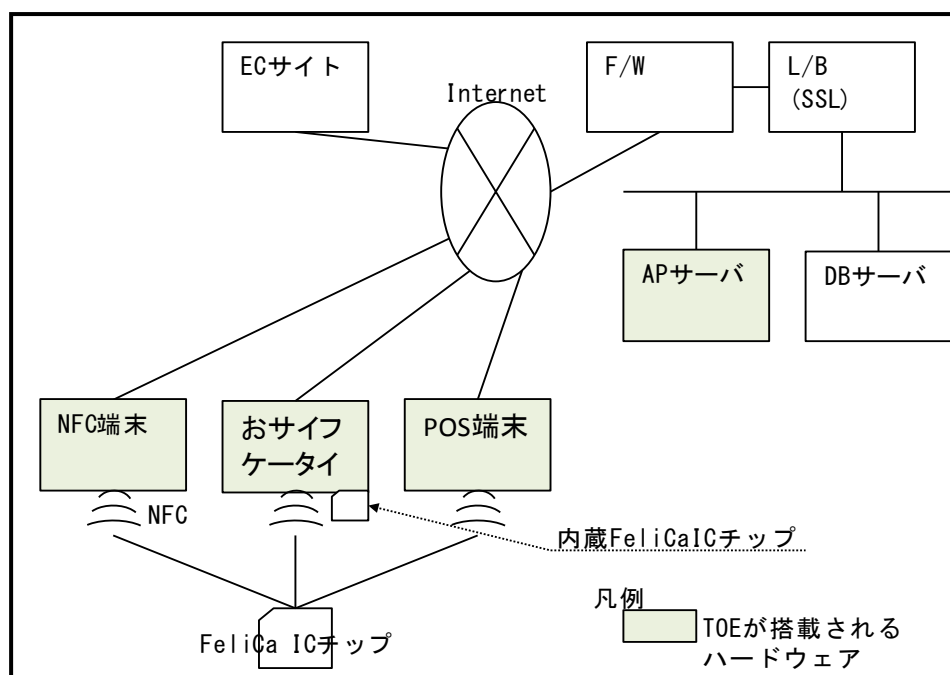 ECサイト
Internet
F/W
L/B
(SSL)
APサーバ
DBサーバ
NFC端末
おサイフ
ケータイ
POS端末
NFC
内蔵FeliCaICチップ
FeliCa ICチップ
凡例
TOEが搭載される
ハードウェア